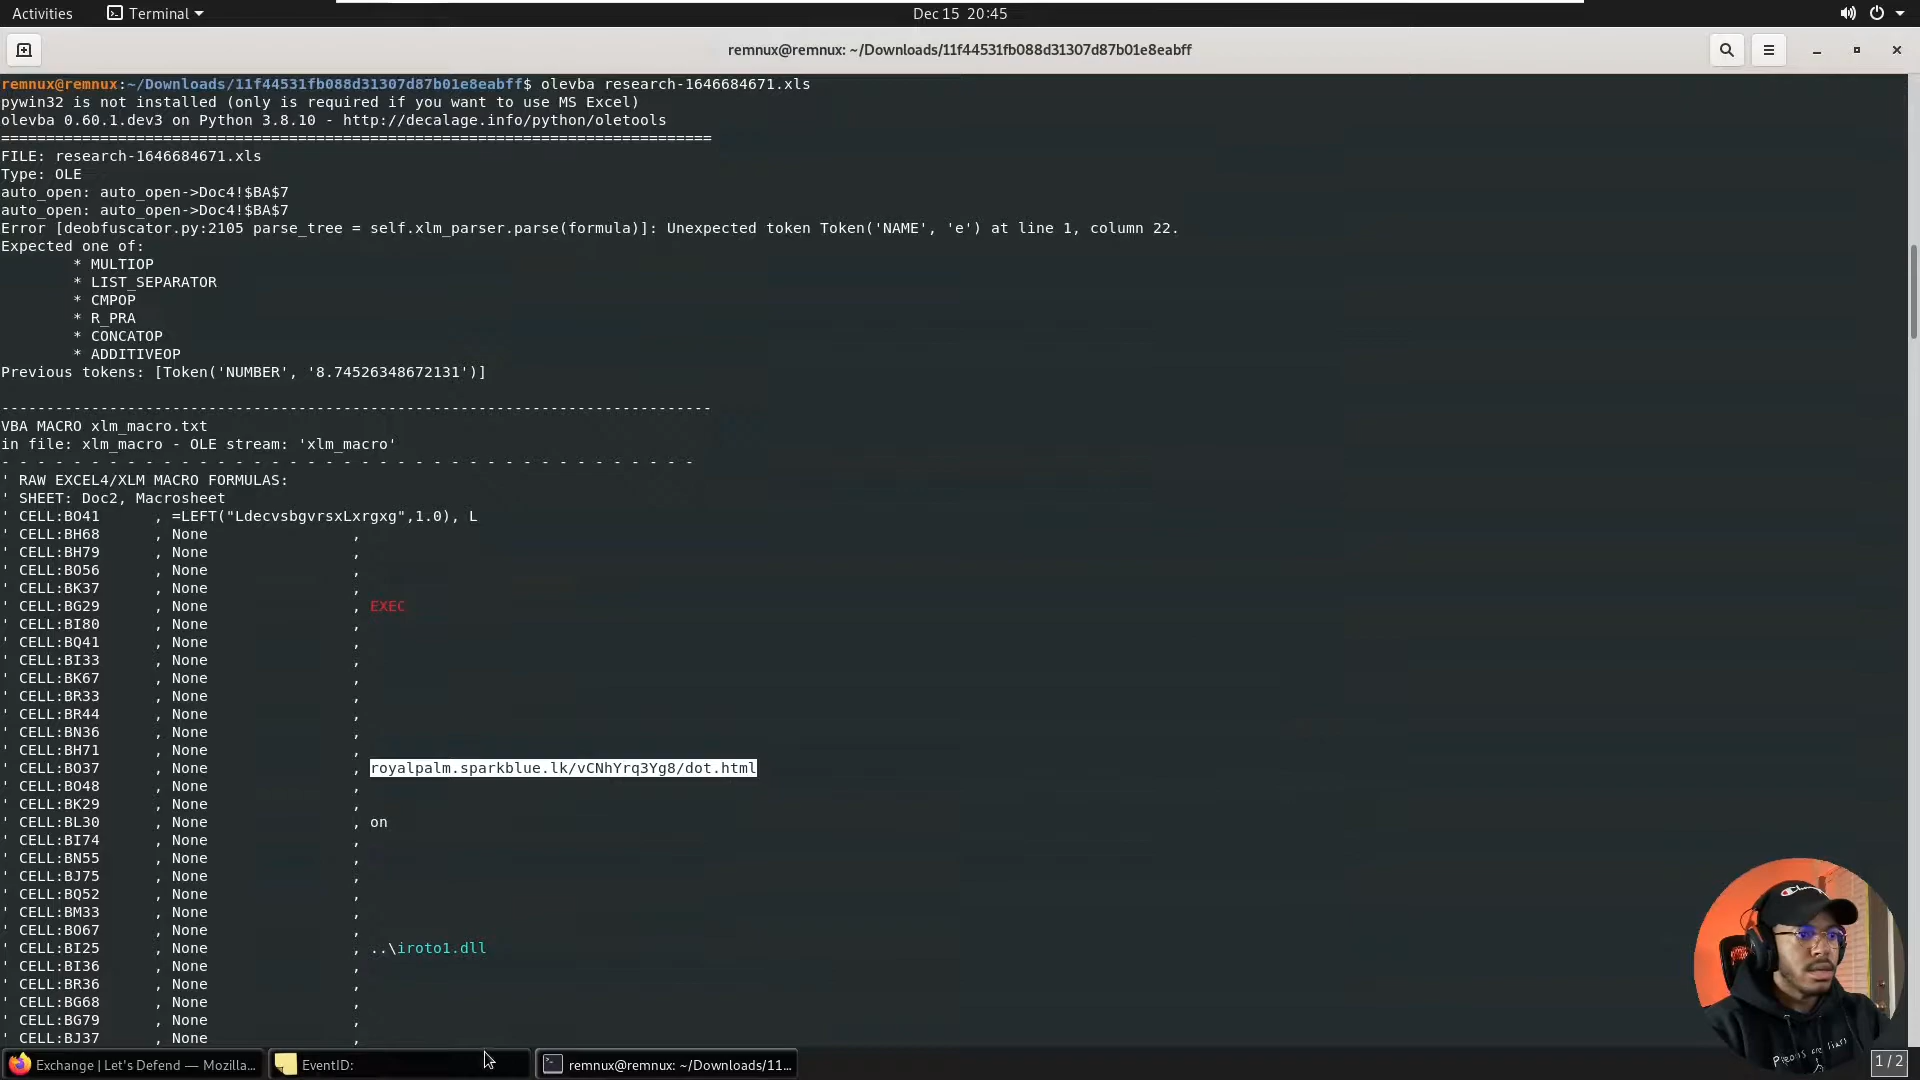 Activities
Terminal
Dec 15 20:45
remnux@remnux: ~/Downloads/11f44531fb088d31307d87b01e8eabff
remnux@remnux:~/Downloads/11f44531fb088d31307d87b01e8eabff$ olevba research-1646684671.xls
pywin32 is not installed (only is required if you want to use MS Excel)
olevba 0.60.1.dev3 on Python 3.8.10 - http://decalage.info/python/oletools
===============================================================================
FILE: research-1646684671.xls
Type: OLE
auto_open: auto_open->Doc4!$BA$7
auto_open: auto_open->Doc4!$BA$7
Error [deobfuscator.py:2105 parse_tree = self.xlm_parser.parse(formula)]: Unexpected token Token('NAME', 'e') at line 1, column 22.
Expected one of:
* MULTIOP
* LIST_SEPARATOR
* CMPOP
* R_PRA
* CONCATOP
* ADDITIVEOP
Previous tokens: [Token('NUMBER', '8.74526348672131')]
-------------------------------------------------------------------------------
VBA MACRO xlm_macro.txt
in file: xlm_macro - OLE stream: 'xlm_macro'
- - - - - - - - - - - - - - - - - - - - - - - - - - - - - - - - - - - - - - -
' RAW EXCEL4/XLM MACRO FORMULAS:
' SHEET: Doc2, Macrosheet
' CELL:BO41 , =LEFT("LdecvsbgvrsxLxrgxg",1.0), L
' CELL:BH68 , None ,
' CELL:BH79 , None ,
' CELL:BO56 , None ,
' CELL:BK37 , None ,
' CELL:BG29 , None , EXEC
' CELL:BI80 , None ,
' CELL:BQ41 , None ,
' CELL:BI33 , None ,
' CELL:BK67 , None ,
' CELL:BR33 , None ,
' CELL:BR44 , None ,
' CELL:BN36 , None ,
' CELL:BH71 , None ,
' CELL:BO37 , None , royalpalm.sparkblue.lk/vCNhYrq3Yg8/dot.html
' CELL:BO48 , None ,
' CELL:BK29 , None ,
' CELL:BL30 , None , on
' CELL:BI74 , None ,
' CELL:BN55 , None ,
' CELL:BJ75 , None ,
' CELL:BQ52 , None ,
' CELL:BM33 , None ,
' CELL:BO67 , None ,
' CELL:BI25 , None , ..\iroto1.dll
' CELL:BI36 , None ,
' CELL:BR36 , None ,
' CELL:BG68 , None ,
' CELL:BG79 , None ,
' CELL:BJ37 , None ,
Exchange | Let's Defend — Mozilla...
EventID:
remnux@remnux: ~/Downloads/11...
1 / 2